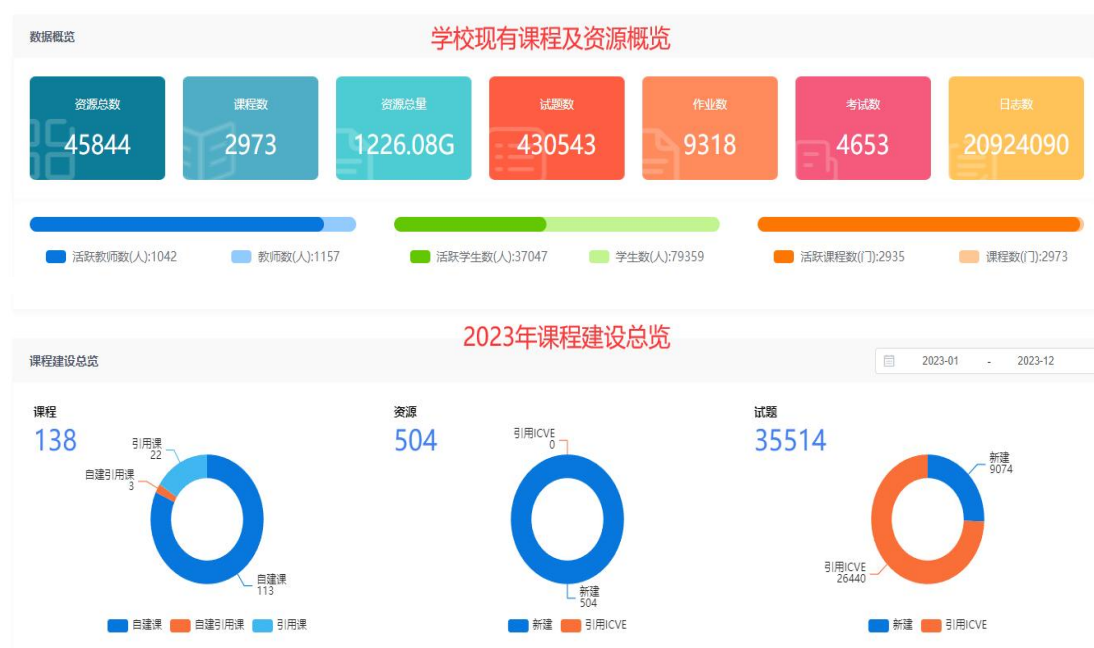 数据概览
学校现有课程及资源概览
资源总数
45844
课程数
2973
资源总量
1226.08G
试题数
430543
作业数
9318
考试数
4653
日志数
20924090
活跃教师数(人):1042
教师数(人):1157
活跃学生数(人):37047
学生数(人):79359
活跃课程数(门):2935
课程数(门):2973
2023年课程建设总览
课程建设总览
2023-01 - 2023-12
课程
138
引用课
22
自建引用课
3
自建课
113
自建课 自建引用课 引用课
资源
504
引用ICVE
0
新建
504
新建 引用ICVE
试题
35514
新建
9074
引用ICVE
26440
新建 引用ICVE